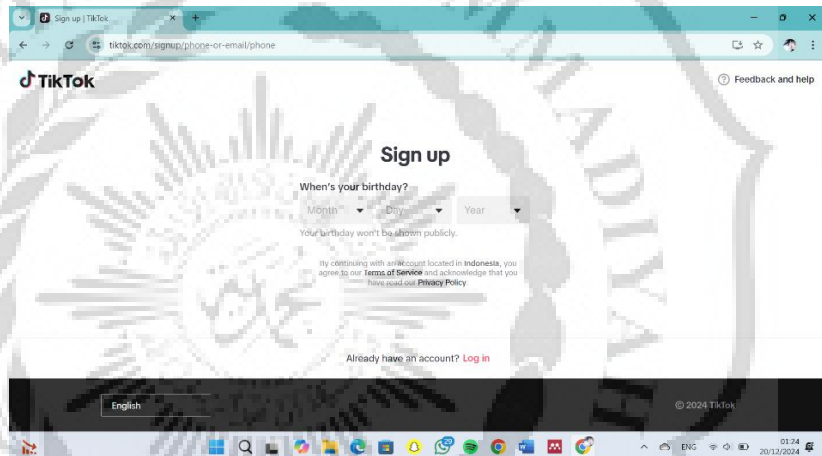 Sign up | TikTok
tiktok.com/signup/phone-or-email/phone
TikTok
Feedback and help
Sign up
When's your birthday?
Month Day Year
Your birthday won't be shown publicly.
By continuing with an account located in Indonesia, you
agree to our Terms of Service and acknowledge that you
have read our Privacy Policy.
Already have an account? Log in
English
© 2024 TikTok
29
ENG
01:24
20/12/2024